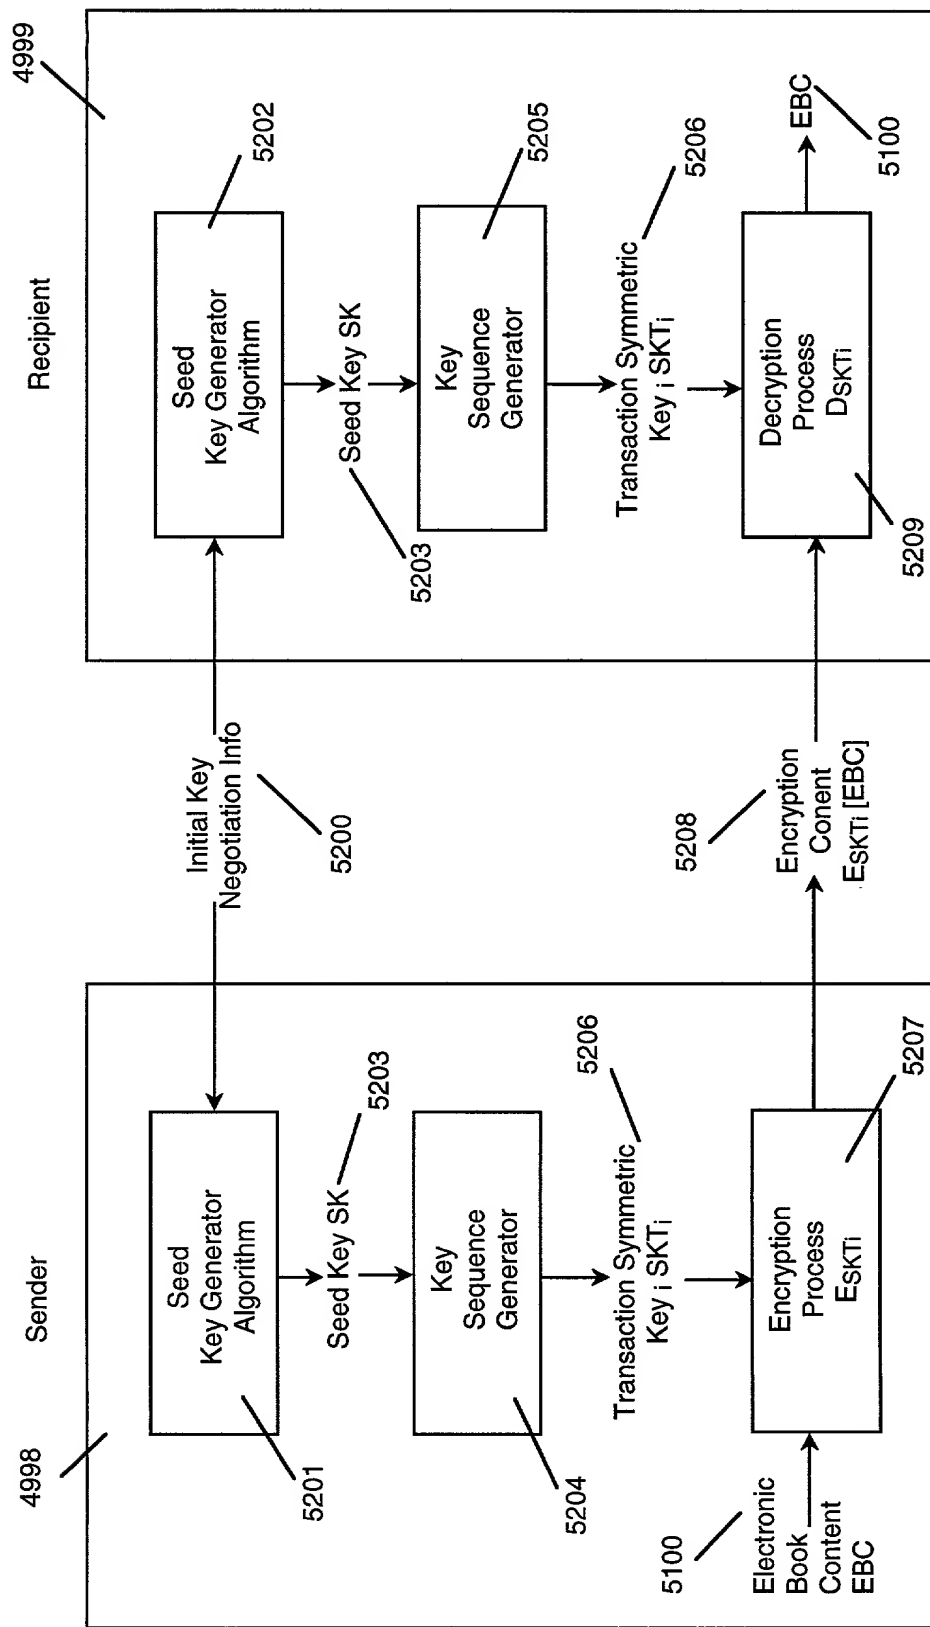 Sender
4998
Seed
Key Generator
Algorithm
5201
Seed Key SK
5203
Key
Sequence
Generator
5204
Transaction Symmetric
Key i SKTi
5206
5100
Electronic
Book
Content
EBC
Encryption
Process
ESKTi
5207
Initial Key
Negotiation Info
5200
5208
Encryption
Conent
ESKTi [EBC]
Recipient
4999
Seed
Key Generator
Algorithm
5202
Seed Key SK
5203
Key
Sequence
Generator
5205
Transaction Symmetric
Key i SKTi
5206
Decryption
Process
DSKTi
5209
EBC
5100